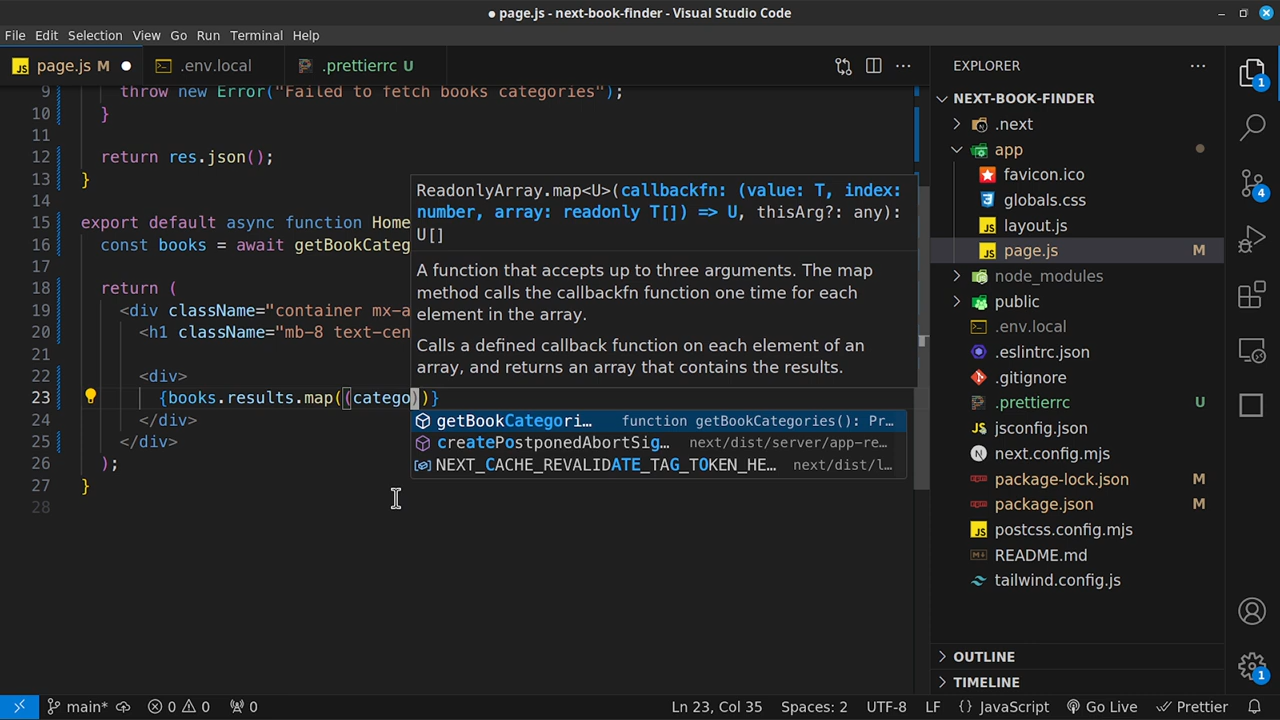 ● page.js - next-book-finder - Visual Studio Code
File Edit Selection View Go Run Terminal Help
page.js M ● .env.local .prettierrc U
9 throw new Error("Failed to fetch books categories");
10 }
11
12 return res.json();
13 }
14
15 export default async function Home
16 const books = await getBookCateg
17
18 return (
19 <div className="container mx-a
20 <h1 className="mb-8 text-cen
21
22 <div>
23 {books.results.map((catego))}
24 </div>
25 </div>
26 );
27 }
28
ReadonlyArray.map<U>(callbackfn: (value: T, index:
number, array: readonly T[]) => U, thisArg?: any):
U[]
A function that accepts up to three arguments. The map
method calls the callbackfn function one time for each
element in the array.
Calls a defined callback function on each element of an
array, and returns an array that contains the results.
getBookCategori… function getBookCategories(): Pr…
createPostponedAbortSig… next/dist/server/app-re…
NEXT_CACHE_REVALIDATE_TAG_TOKEN_HE… next/dist/l…
EXPLORER
NEXT-BOOK-FINDER
.next
app
favicon.ico
globals.css
layout.js
page.js M
node_modules
public
.env.local
.eslintrc.json
.gitignore
.prettierrc U
jsconfig.json
next.config.mjs
package-lock.json M
package.json M
postcss.config.mjs
README.md
tailwind.config.js
OUTLINE
TIMELINE
1
4
1
main* 0 0 0 Ln 23, Col 35 Spaces: 2 UTF-8 LF {} JavaScript Go Live Prettier